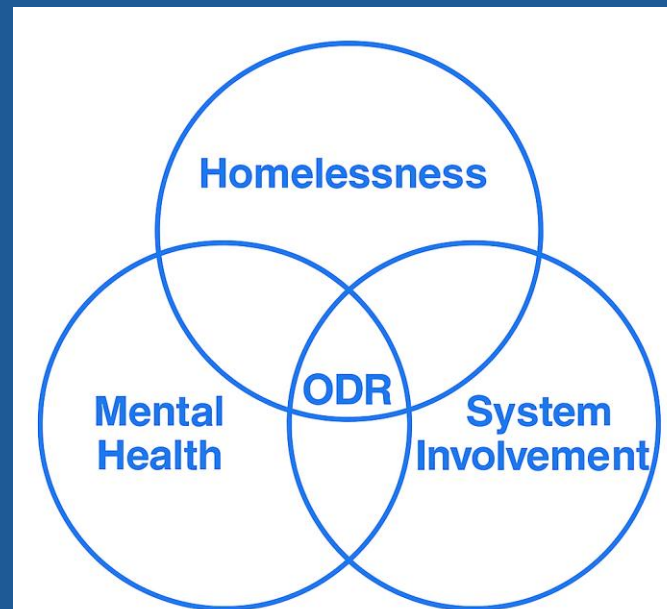 Homelessness
ODR
Mental
Health
System
Involvement